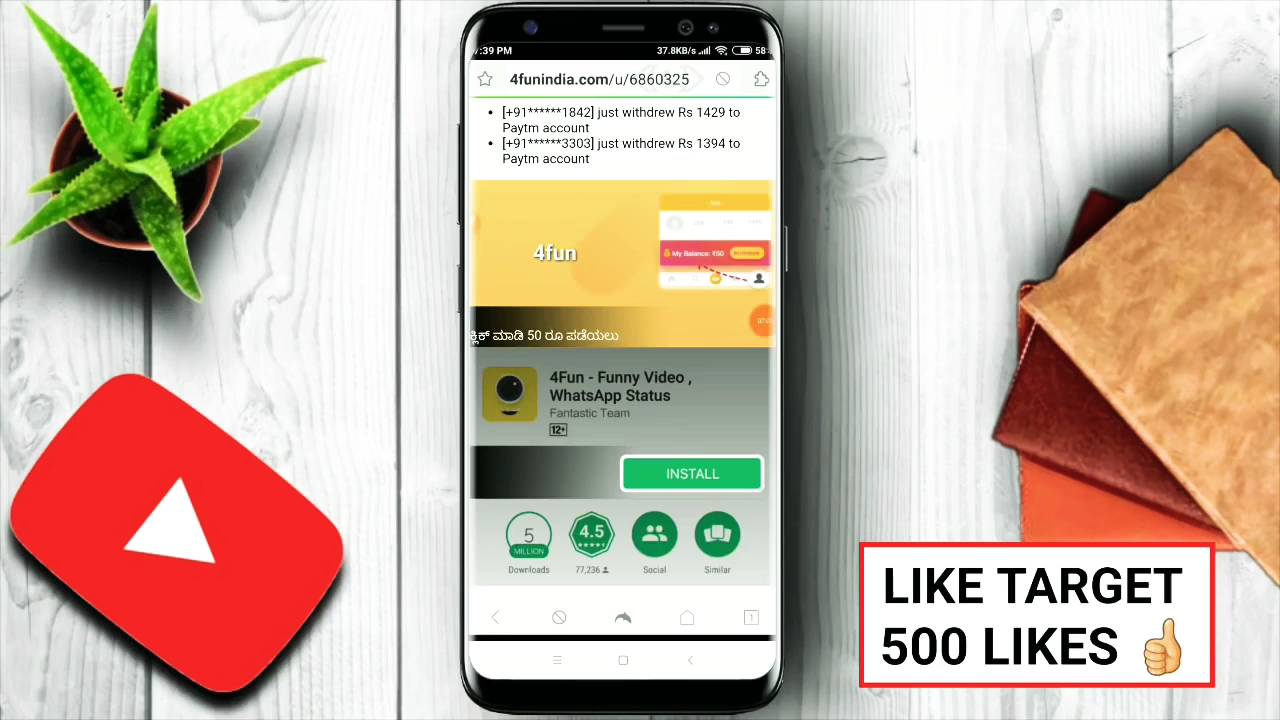 :39 PM
37.8KB/s
58
4funindia.com/u/6860325
[+91******1842] just withdrew Rs 1429 to
Paytm account
[+91******3303] just withdrew Rs 1394 to
Paytm account
4fun
My Balance: ₹50
ಕ್ಲಿಕ್ ಮಾಡಿ 50 ರೂ ಪಡೆಯಲು
4Fun - Funny Video ,
WhatsApp Status
Fantastic Team
12+
INSTALL
5
MILLION
4.5
Downloads
77,236
Social
Similar
1
LIKE TARGET
500 LIKES